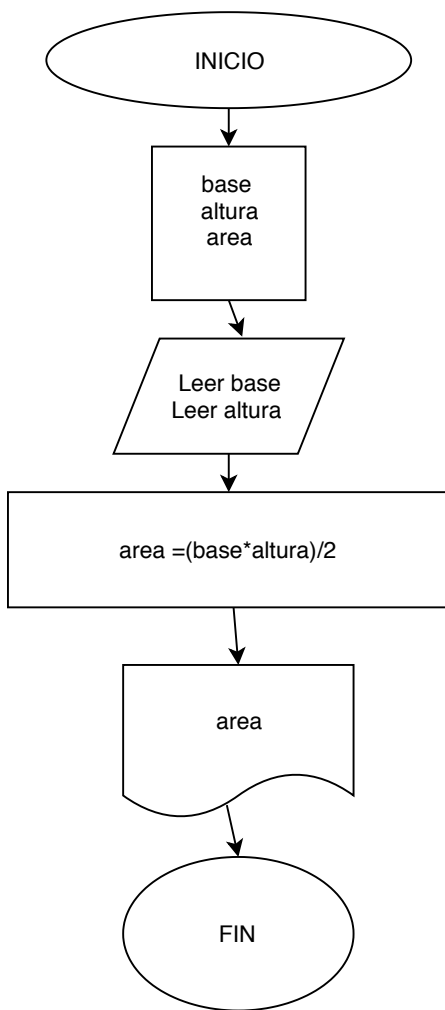 INICIO
base
altura
area
Leer base
Leer altura
area =(base*altura)/2
area
FIN